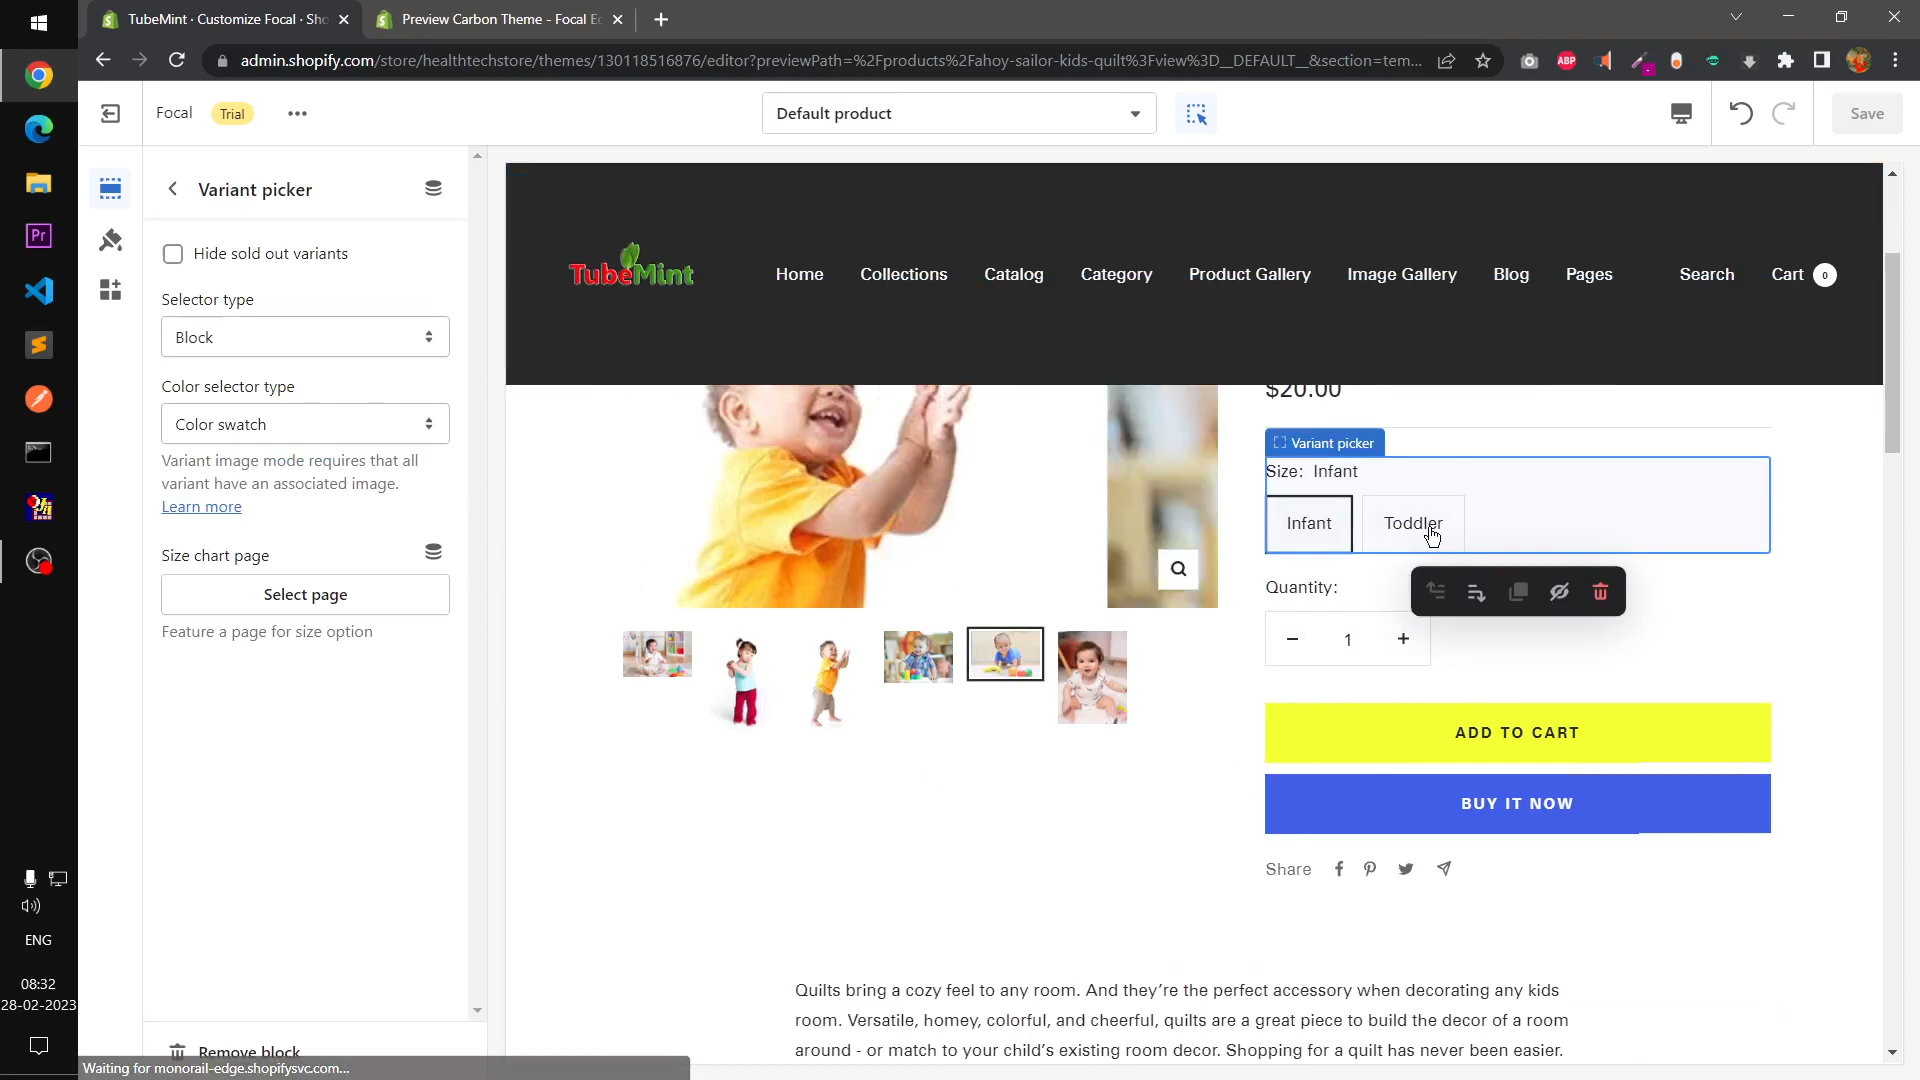 TubeMint · Customize Focal · Sho
Preview Carbon Theme - Focal Ec
admin.shopify.com/store/healthtechstore/themes/130118516876/editor?previewPath=%2Fproducts%2Fahoy-sailor-kids-quilt%3Fview%3D__DEFAULT__&section=tem...
ABP
Focal
Trial
Default product
Save
Variant picker
Hide sold out variants
Selector type
Block
Color selector type
Color swatch
Variant image mode requires that all
variant have an associated image.
Learn more
Size chart page
Select page
Feature a page for size option
Remove block
Waiting for monorail-edge.shopifysvc.com...
TubeMint
Home
Collections
Catalog
Category
Product Gallery
Image Gallery
Blog
Pages
Search
Cart 0
$20.00
Variant picker
Size: Infant
Infant
Toddler
Quantity:
1
ADD TO CART
BUY IT NOW
Share
Quilts bring a cozy feel to any room. And they’re the perfect accessory when decorating any kids
room. Versatile, homey, colorful, and cheerful, quilts are a great piece to build the decor of a room
around - or match to your child’s existing room decor. Shopping for a quilt has never been easier.
Pr
ENG
08:32
28-02-2023